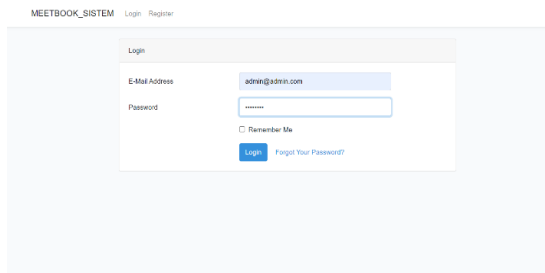 MEETBOOK_SISTEM Login Register
Login
E-Mail Address admin@admin.com
Password ••••••••
Remember Me
Login Forgot Your Password?